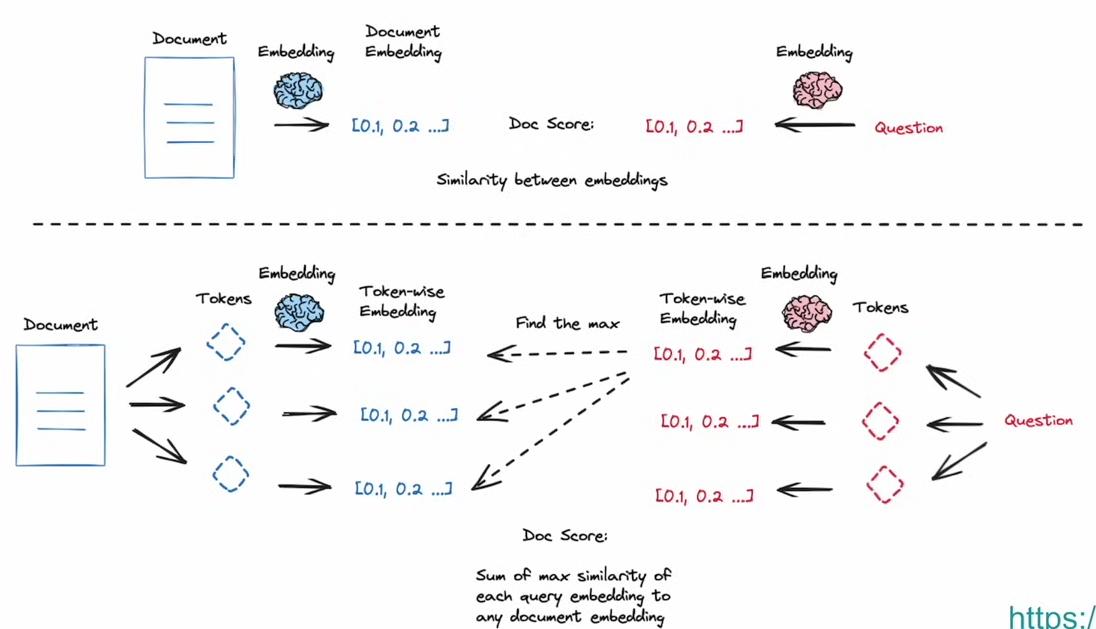 Document
Embedding
Document
Embedding
Embedding
[0.1, 0.2 ...]
Doc Score:
[0.1, 0.2 ...]
Question
Similarity between embeddings
Document
Tokens
Embedding
Token-wise
Embedding
Find the max
Token-wise
Embedding
Embedding
Tokens
[0.1, 0.2 ...]
[0.1, 0.2 ...]
[0.1, 0.2 ...]
[0.1, 0.2 ...]
[0.1, 0.2 ...]
[0.1, 0.2 ...]
Question
Doc Score:
Sum of max similarity of
each query embedding to
any document embedding
https:/